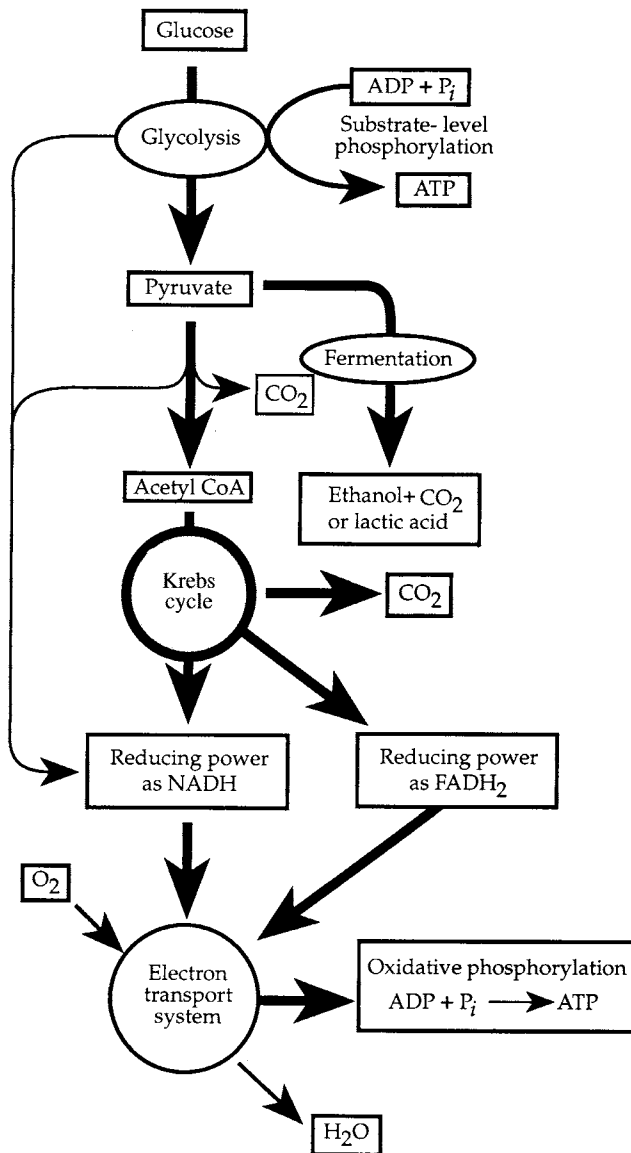 Glucose
ADP + Pi
Glycolysis
Substrate- level
phosphorylation
ATP
Pyruvate
Fermentation
CO2
Acetyl CoA
Ethanol+ CO2
or lactic acid
Krebs
cycle
CO2
Reducing power
as NADH
Reducing power
as FADH2
O2
Electron
transport
system
Oxidative phosphorylation
ADP + Pi ATP
H2O